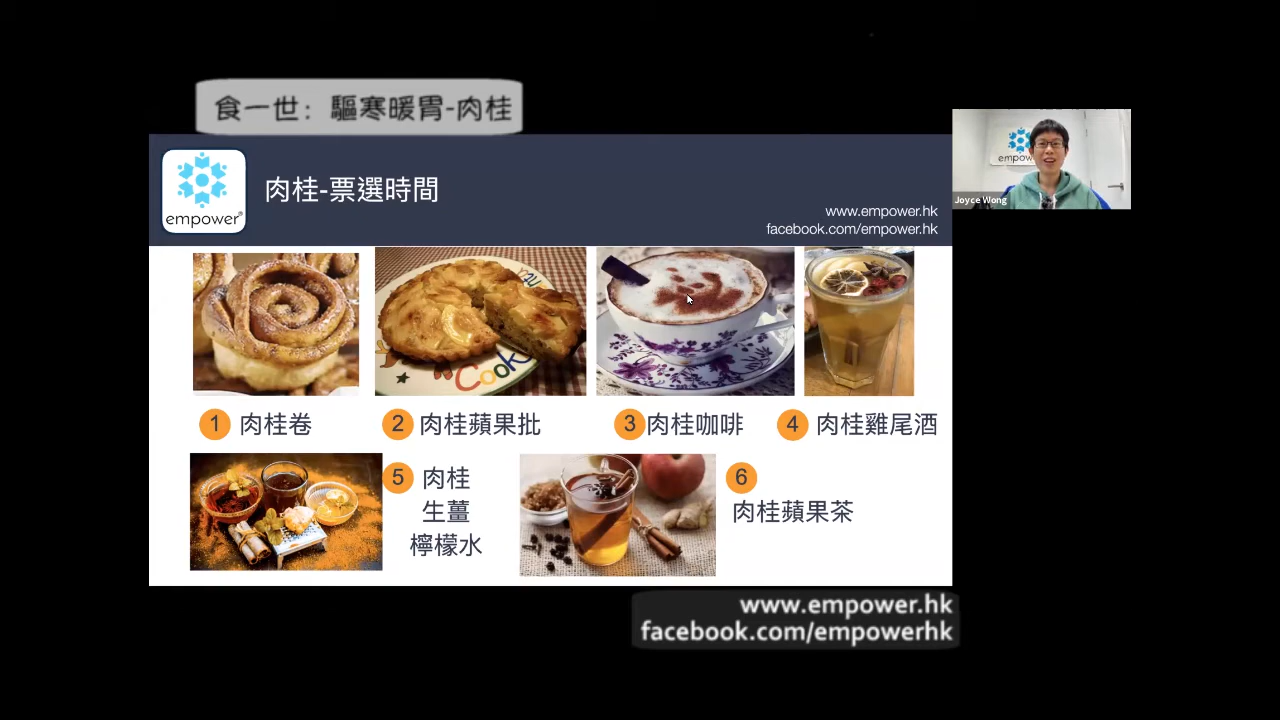 食一世：驅寒暖胃-肉桂
empower®
肉桂-票選時間
www.empower.hk
facebook.com/empower.hk
empow
Joyce Wong
Cook
1 肉桂卷
2 肉桂蘋果批
3 肉桂咖啡
4 肉桂雞尾酒
5 肉桂
生薑
檸檬水
6
肉桂蘋果茶
www.empower.hk
facebook.com/empowerhk